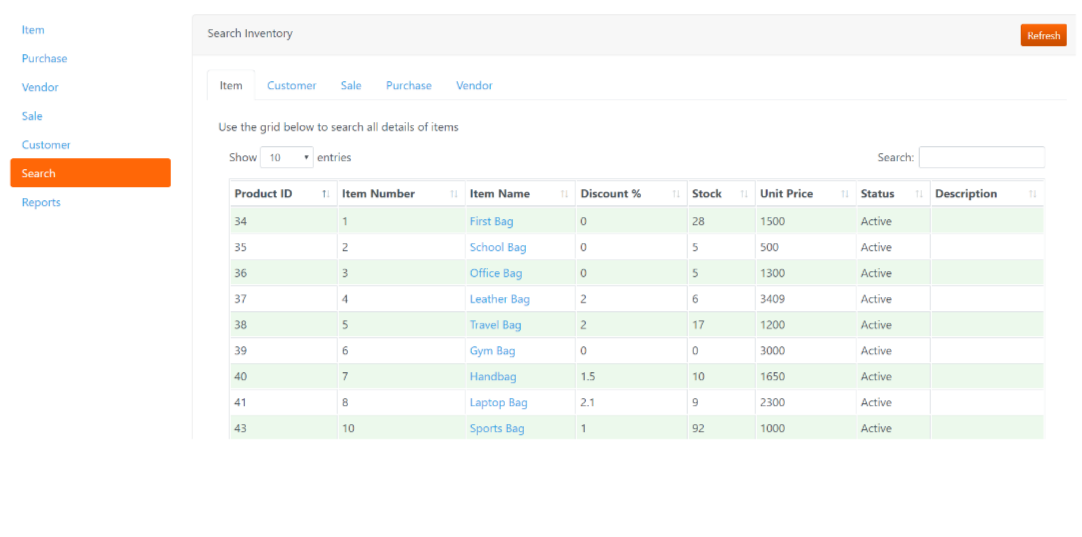 Item
Purchase
Vendor
Sale
Customer
Search
Reports
Search Inventory
Refresh
Item Customer Sale Purchase Vendor
Use the grid below to search all details of items
Show 10 entries
Search:
Product ID Item Number Item Name Discount % Stock Unit Price Status Description
34 1 First Bag 0 28 1500 Active
35 2 School Bag 0 5 500 Active
36 3 Office Bag 0 5 1300 Active
37 4 Leather Bag 2 6 3409 Active
38 5 Travel Bag 2 17 1200 Active
39 6 Gym Bag 0 0 3000 Active
40 7 Handbag 1.5 10 1650 Active
41 8 Laptop Bag 2.1 9 2300 Active
43 10 Sports Bag 1 92 1000 Active